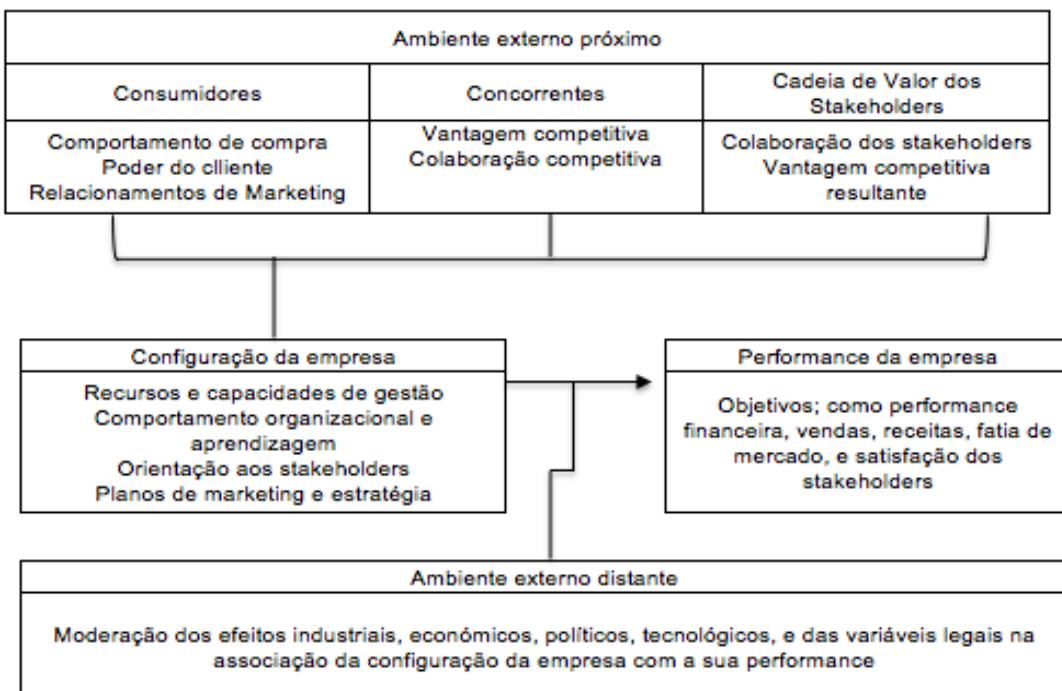 Ambiente externo próximo
Consumidores
Concorrentes
Cadeia de Valor dos
Stakeholders
Comportamento de compra
Poder do clliente
Relacionamentos de Marketing
Vantagem competitiva
Colaboração competitiva
Colaboração dos stakeholders
Vantagem competitiva
resultante
Configuração da empresa
Recursos e capacidades de gestão
Comportamento organizacional e
aprendizagem
Orientação aos stakeholders
Planos de marketing e estratégia
Performance da empresa
Objetivos; como performance
financeira, vendas, receitas, fatia de
mercado, e satisfação dos
stakeholders
Ambiente externo distante
Moderação dos efeitos industriais, económicos, políticos, tecnológicos, e das variáveis legais na
associação da configuração da empresa com a sua performance